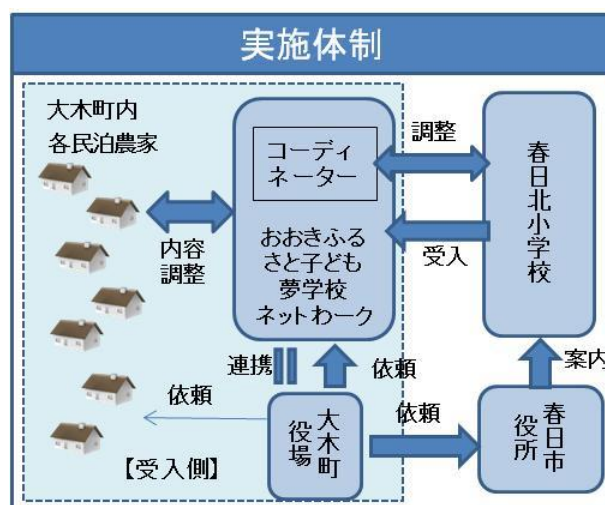 実施体制
大木町内
各民泊農家
コーディ
ネーター
調整
春日北小学校
内容
調整
おおきふる
さと子ども
夢学校
ネットわーク
受入
連携
依頼
案内
依頼
大木町
役場
依頼
春日市
役所
【受入側】